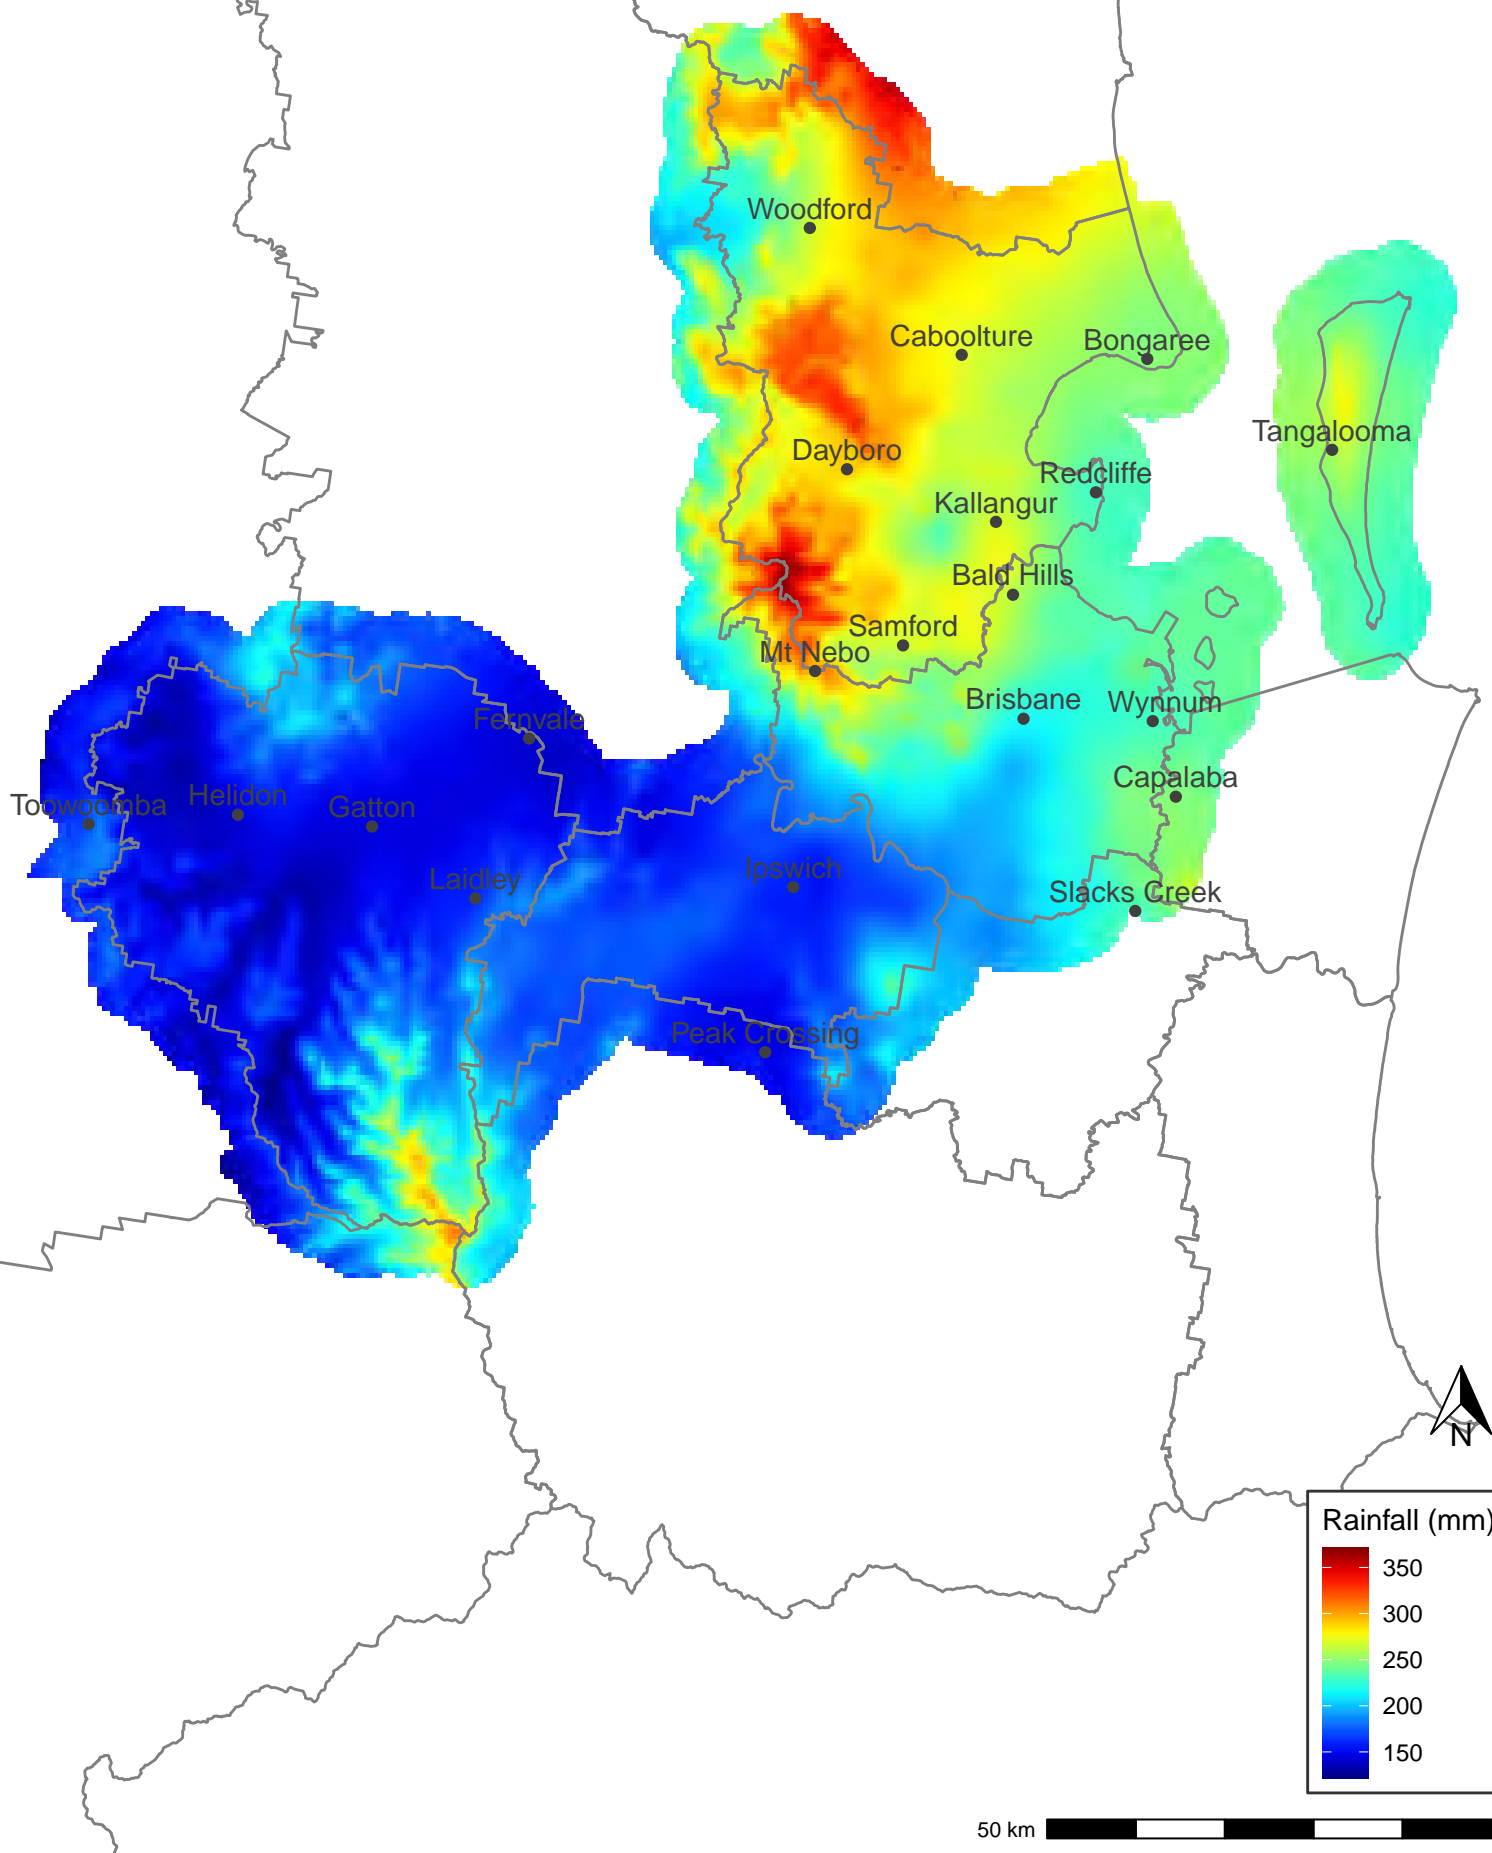 Woodford
Caboolture
Bongaree
Tangalooma
Dayboro
Redcliffe
Kallangur
Bald Hills
Samford
Mt Nebo
Brisbane
Wynnum
Fernvale
Capalaba
Toowoomba
Helidon
Gatton
Ipswich
Laidley
Slacks Creek
Peak Crossing
N
Rainfall (mm)
350
300
250
200
150
50 km